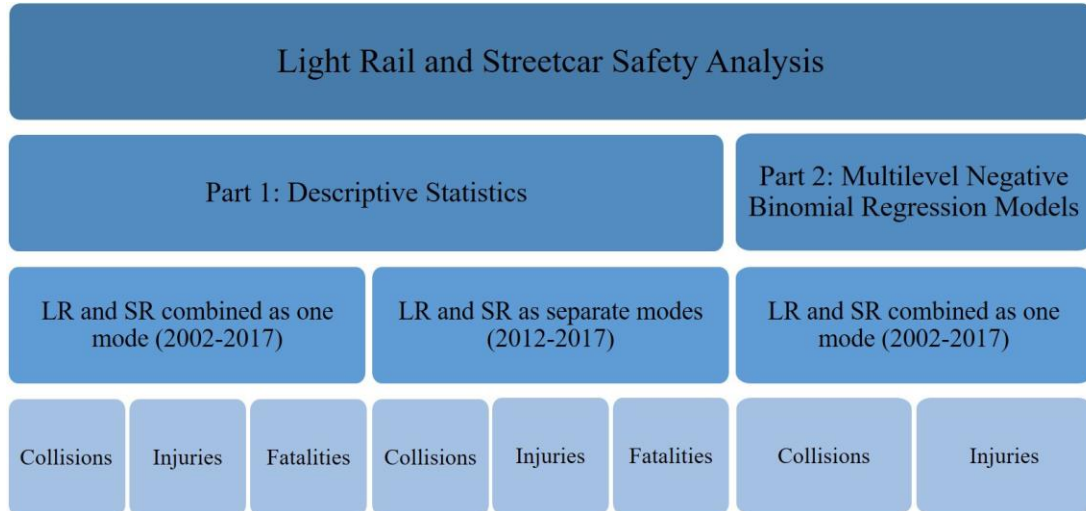 Light Rail and Streetcar Safety Analysis
Part 1: Descriptive Statistics
Part 2: Multilevel Negative
Binomial Regression Models
LR and SR combined as one
mode (2002-2017)
LR and SR as separate modes
(2012-2017)
LR and SR combined as one
mode (2002-2017)
Collisions
Injuries
Fatalities
Collisions
Injuries
Fatalities
Collisions
Injuries